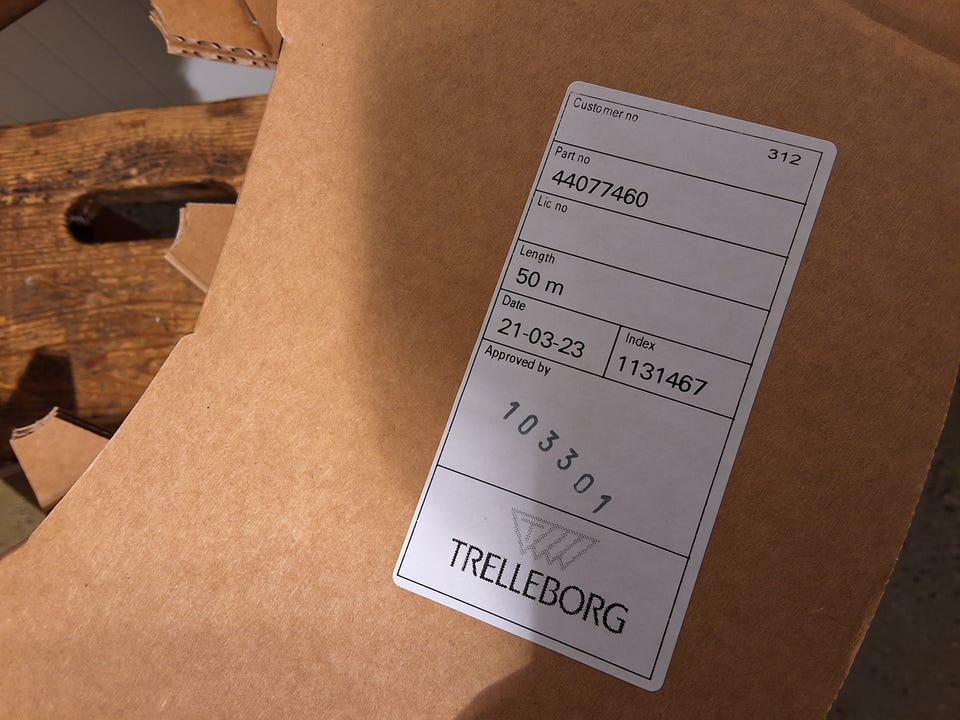 Customer no
312
Part no
44077460
Lic no
Length
50 m
Date
21-03-23
Index
1131467
Approved by
103301
TRELLEBORG